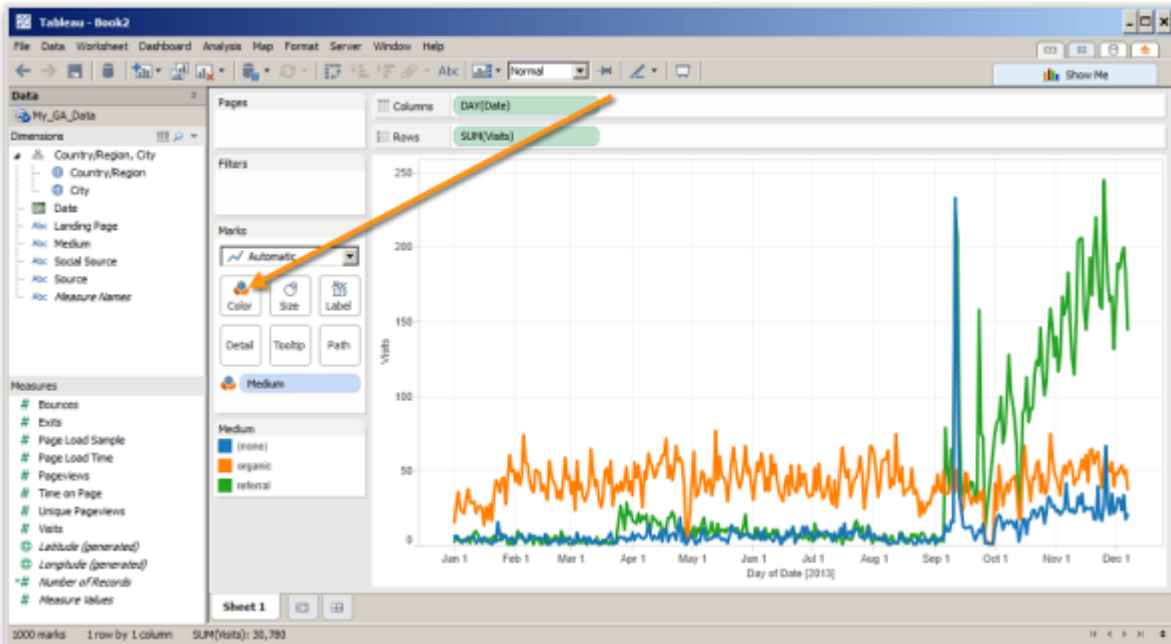 Tableau - Book2
File Data Worksheet Dashboard Analysis Map Format Server Window Help
Abc Normal Show Me
Data
My_GA_Data
Dimensions
Country/Region, City
Country/Region
City
Date
Abc Landing Page
Abc Medium
Abc Social Source
Abc Source
Abc Measure Names
Measures
# Bounces
# Exits
# Page Load Sample
# Page Load Time
# Pageviews
# Time on Page
# Unique Pageviews
# Visits
Latitude (generated)
Longitude (generated)
# Number of Records
# Measure Values
Pages
Filters
Marks
Automatic
Color Size Label
Detail Tooltip Path
Medium
Medium
(none)
organic
referral
Columns DAY(Date)
Rows SUM(Visits)
250
200
150
100
50
0
Visits
Jan 1 Feb 1 Mar 1 Apr 1 May 1 Jun 1 Jul 1 Aug 1 Sep 1 Oct 1 Nov 1 Dec 1
Day of Date [2013]
Sheet 1
1000 marks 1 row by 1 column SUM(Visits): 30,780